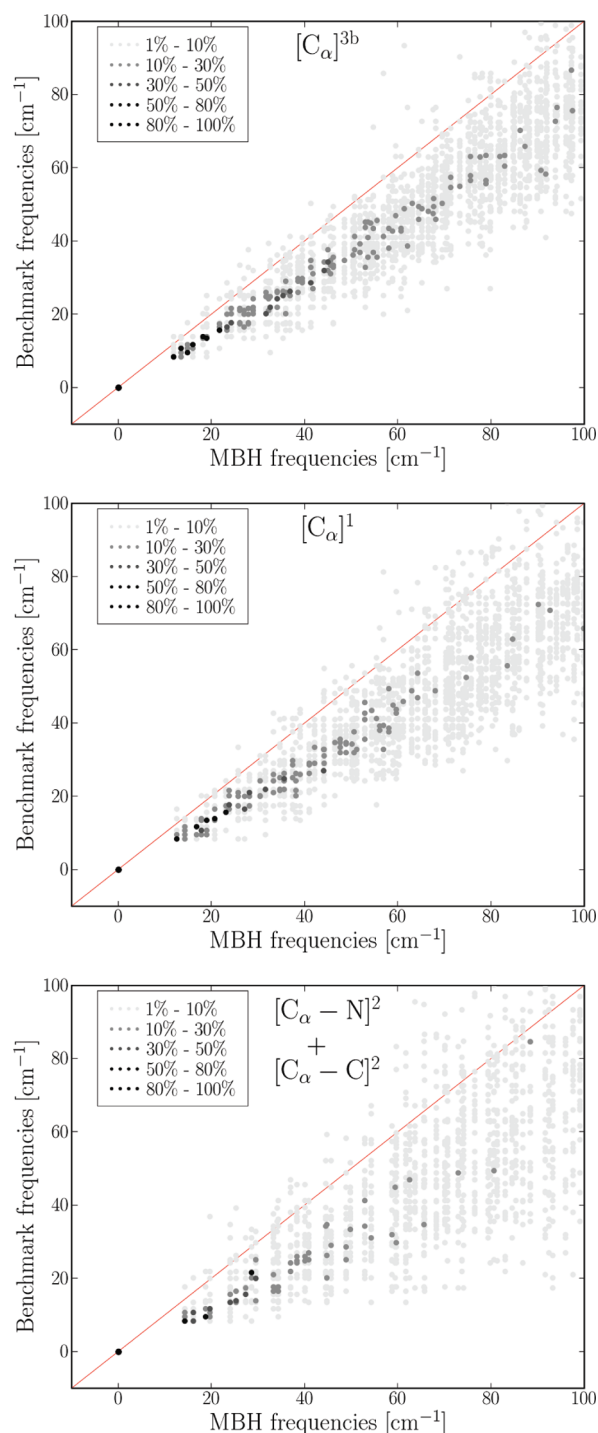 100
80
60
40
20
0
Benchmark frequencies [cm⁻¹]
1% - 10%
10% - 30%
30% - 50%
50% - 80%
80% - 100%
[Cα]³ᵇ
0 20 40 60 80 100
MBH frequencies [cm⁻¹]
100
80
60
40
20
0
Benchmark frequencies [cm⁻¹]
1% - 10%
10% - 30%
30% - 50%
50% - 80%
80% - 100%
[Cα]¹
0 20 40 60 80 100
MBH frequencies [cm⁻¹]
100
80
60
40
20
0
Benchmark frequencies [cm⁻¹]
1% - 10%
10% - 30%
30% - 50%
50% - 80%
80% - 100%
[Cα − N]²
+
[Cα − C]²
0 20 40 60 80 100
MBH frequencies [cm⁻¹]